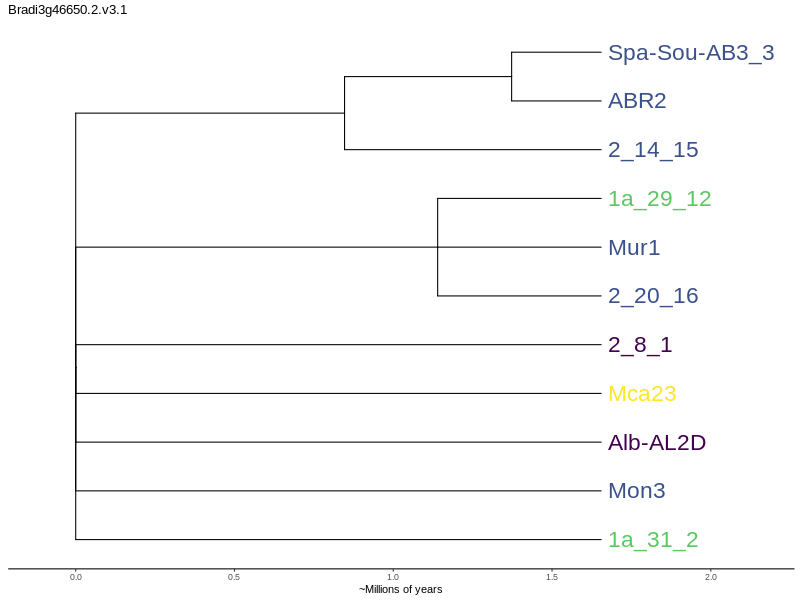 Bradi3g46650.2.v3.1
Spa-Sou-AB3_3
ABR2
2_14_15
1a_29_12
Mur1
2_20_16
2_8_1
Mca23
Alb-AL2D
Mon3
1a_31_2
0.0 0.5 1.0 1.5 2.0
~Millions of years